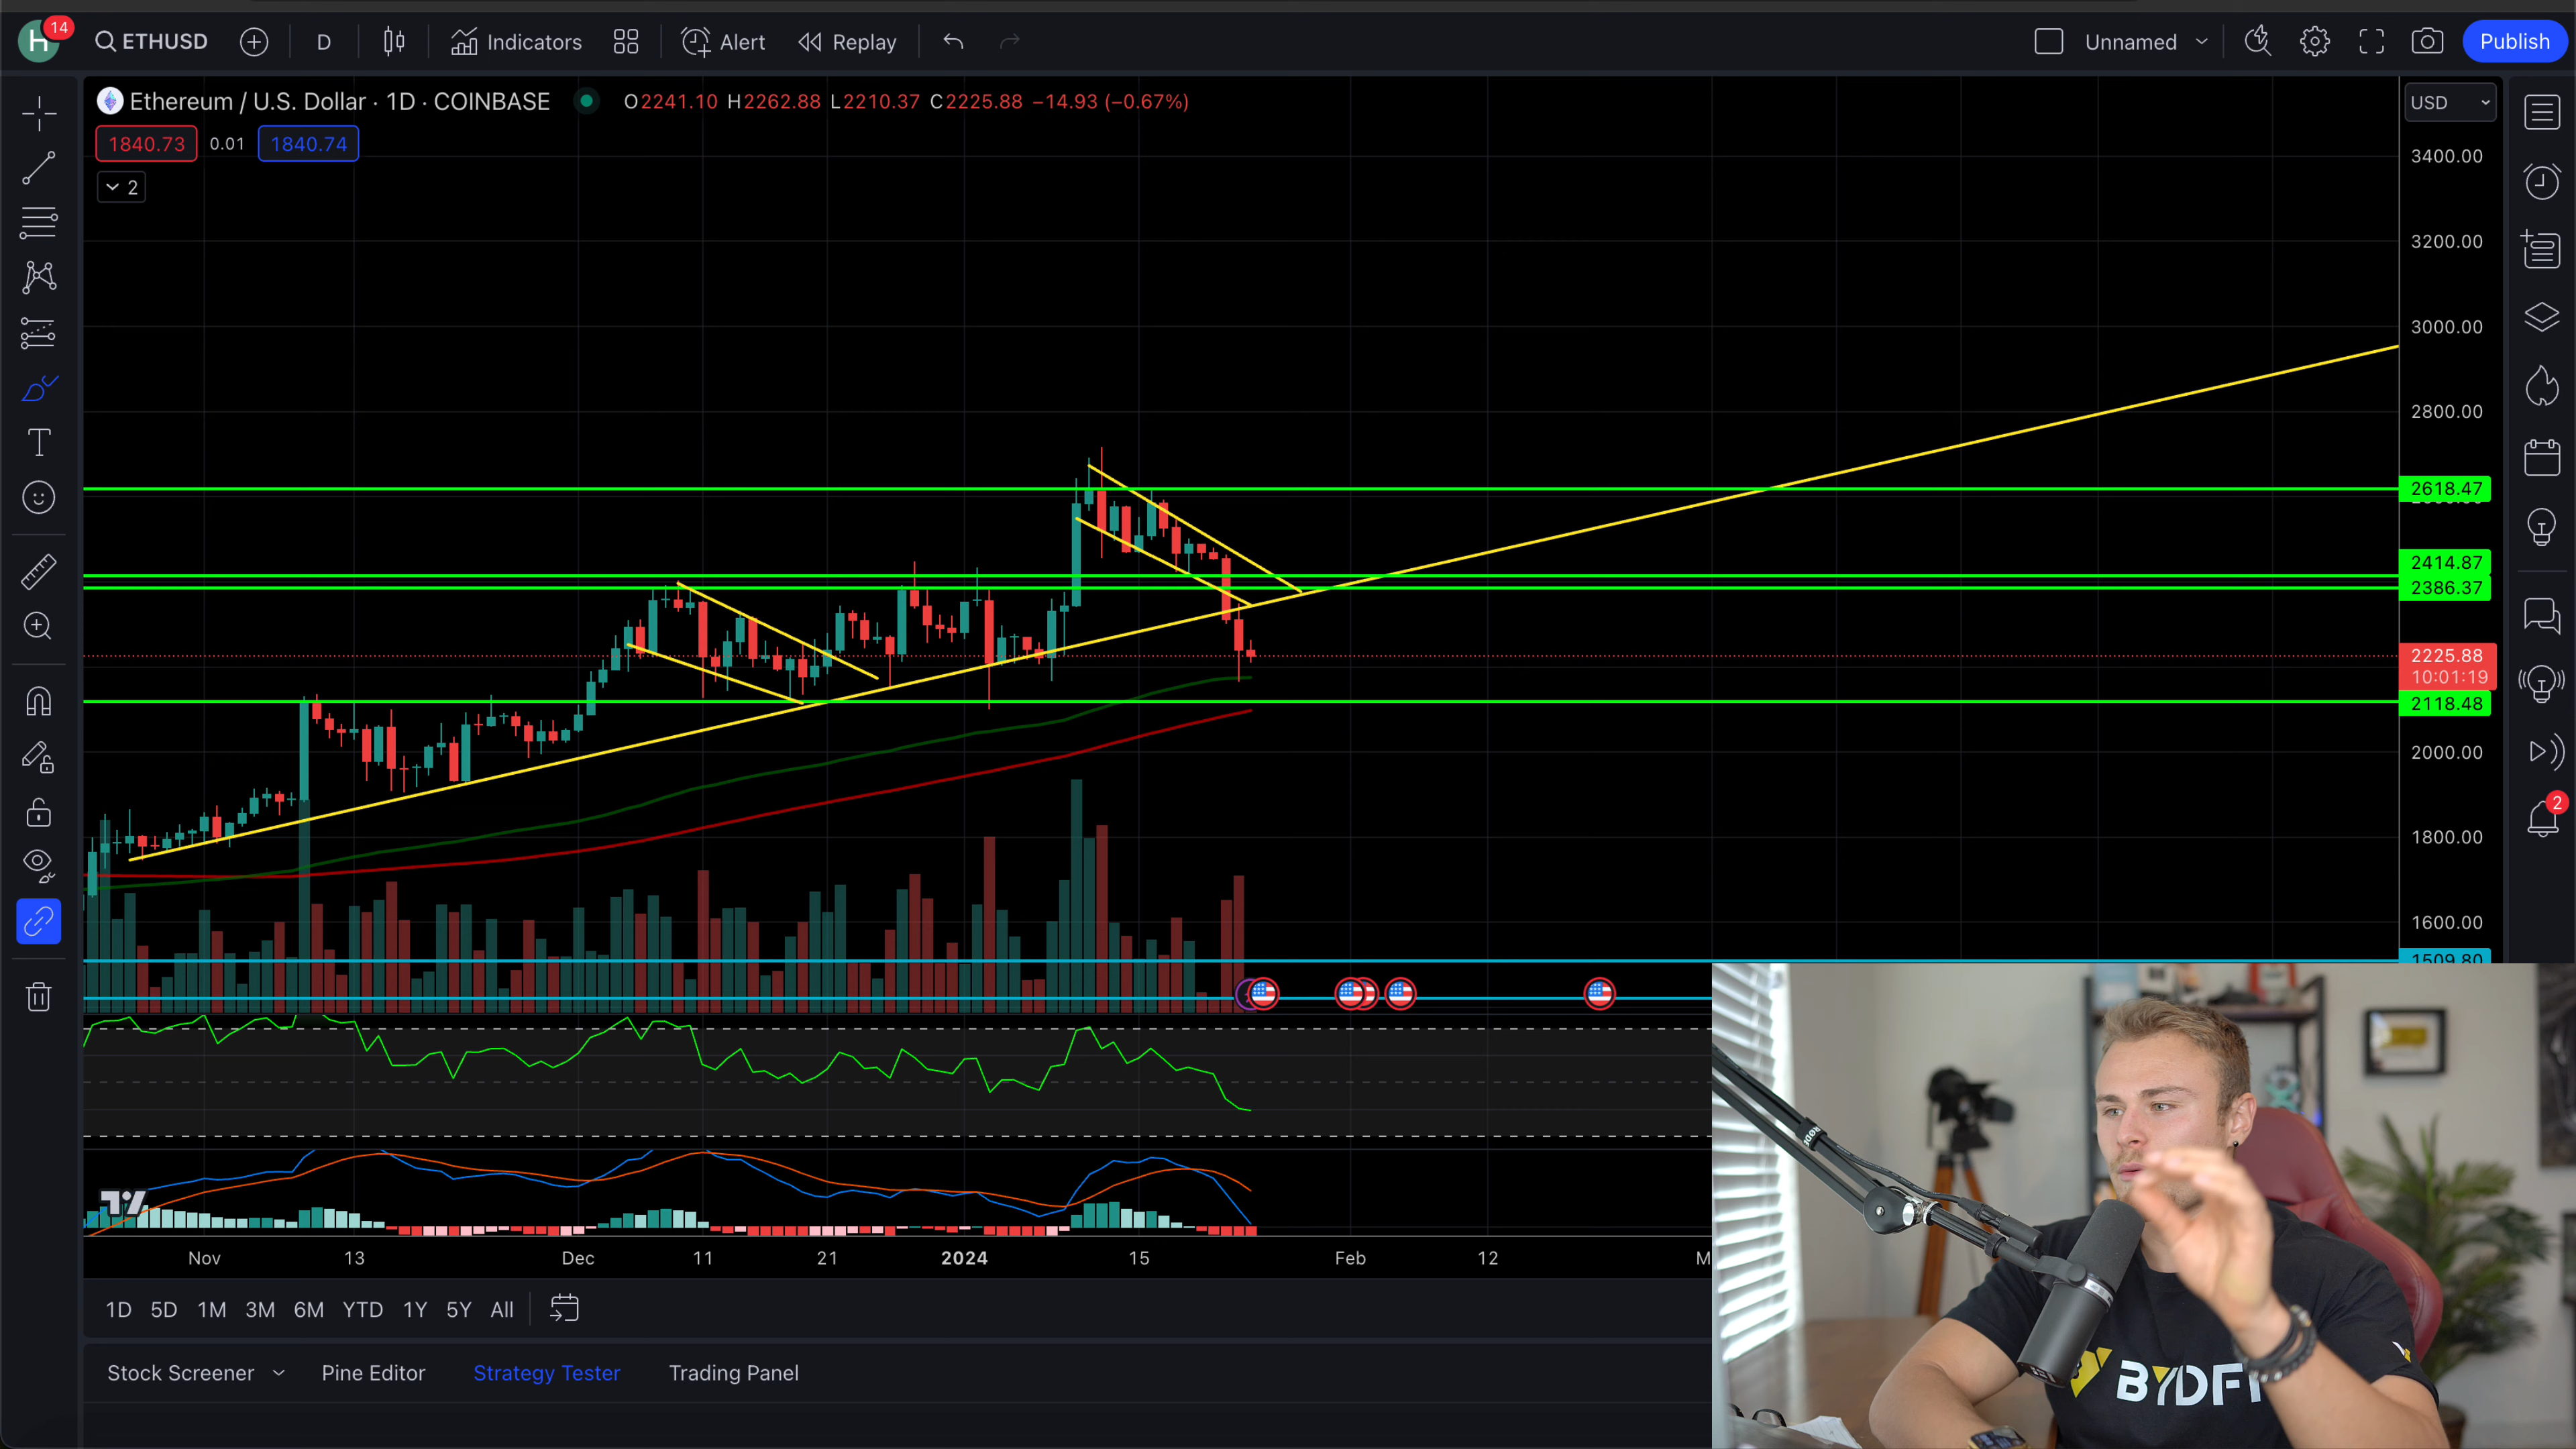 H 14 ETHUSD D Indicators Alert Replay Unnamed Publish
Ethereum / U.S. Dollar · 1D · COINBASE O2241.10 H2262.88 L2210.37 C2225.88 −14.93 (−0.67%)
USD
1840.73 0.01 1840.74
2
3400.00
3200.00
3000.00
2800.00
2618.47
2414.87
2386.37
2225.88
10:01:19
2118.48
2000.00
1800.00
1600.00
1509.80
2
Nov 13 Dec 11 21 2024 15 Feb 12 M
1D 5D 1M 3M 6M YTD 1Y 5Y All
Stock Screener Pine Editor Strategy Tester Trading Panel
BYDFi